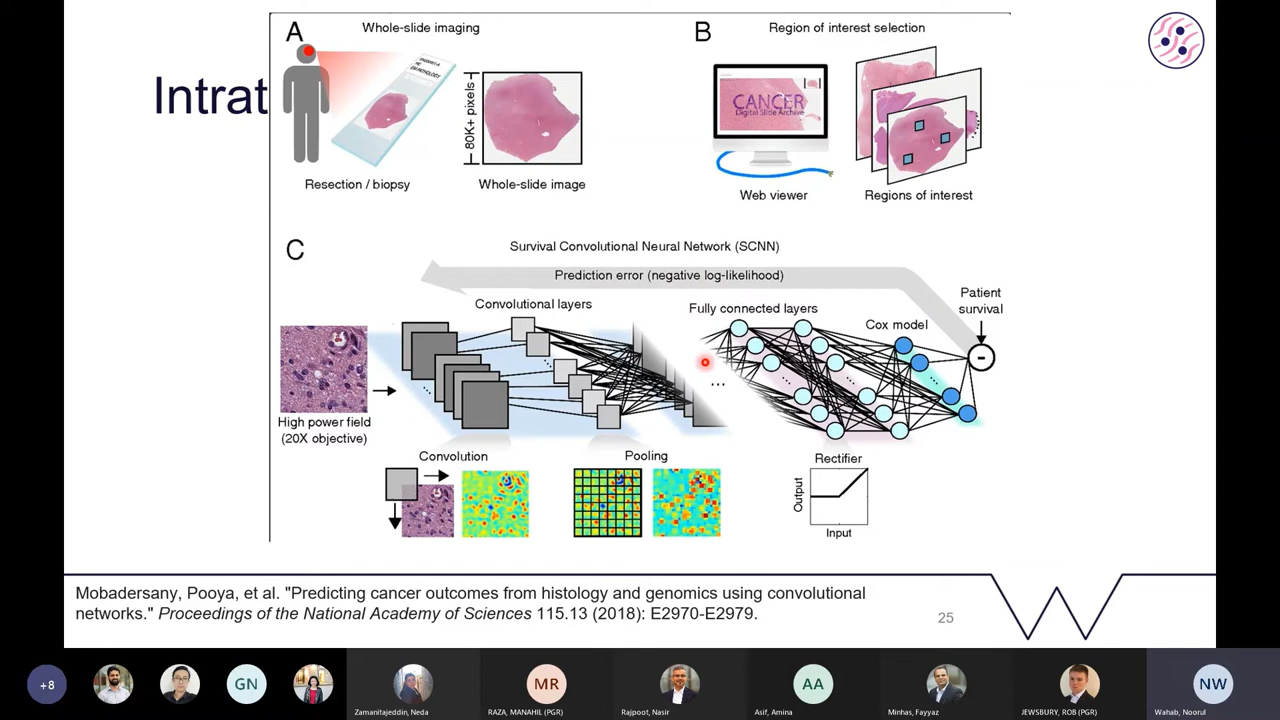 A
Whole-slide imaging
Intrat
80K+ pixels
Resection / biopsy
Whole-slide image
B
Region of interest selection
CANCER
Digital Slide Archive
Web viewer
Regions of interest
C
Survival Convolutional Neural Network (SCNN)
Prediction error (negative log-likelihood)
Patient
survival
Convolutional layers
Fully connected layers
Cox model
-
...
High power field
(20X objective)
Convolution
Pooling
Rectifier
Output
Input
Mobadersany, Pooya, et al. "Predicting cancer outcomes from histology and genomics using convolutional
networks." Proceedings of the National Academy of Sciences 115.13 (2018): E2970-E2979.
25
+8
GN
MR
AA
NW
Zamanitajeddin, Neda
RAZA, MANAHIL (PGR)
Rajpoot, Nasir
Asif, Amina
Minhas, Fayyaz
JEWSBURY, ROB (PGR)
Wahab, Noorul